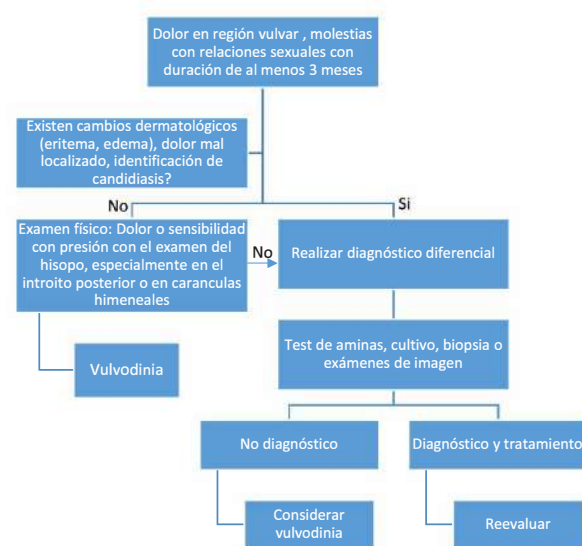 Dolor en región vulvar , molestias
con relaciones sexuales con
duración de al menos 3 meses
Existen cambios dermatológicos
(eritema, edema), dolor mal
localizado, identificación de
candidiasis?
No
Si
Examen físico: Dolor o sensibilidad
con presión con el examen del
hisopo, especialmente en el
introito posterior o en caranculas
himeneales
No
Realizar diagnóstico diferencial
Vulvodinia
Test de aminas, cultivo, biopsia o
exámenes de imagen
No diagnóstico
Diagnóstico y tratamiento
Considerar
vulvodinia
Reevaluar